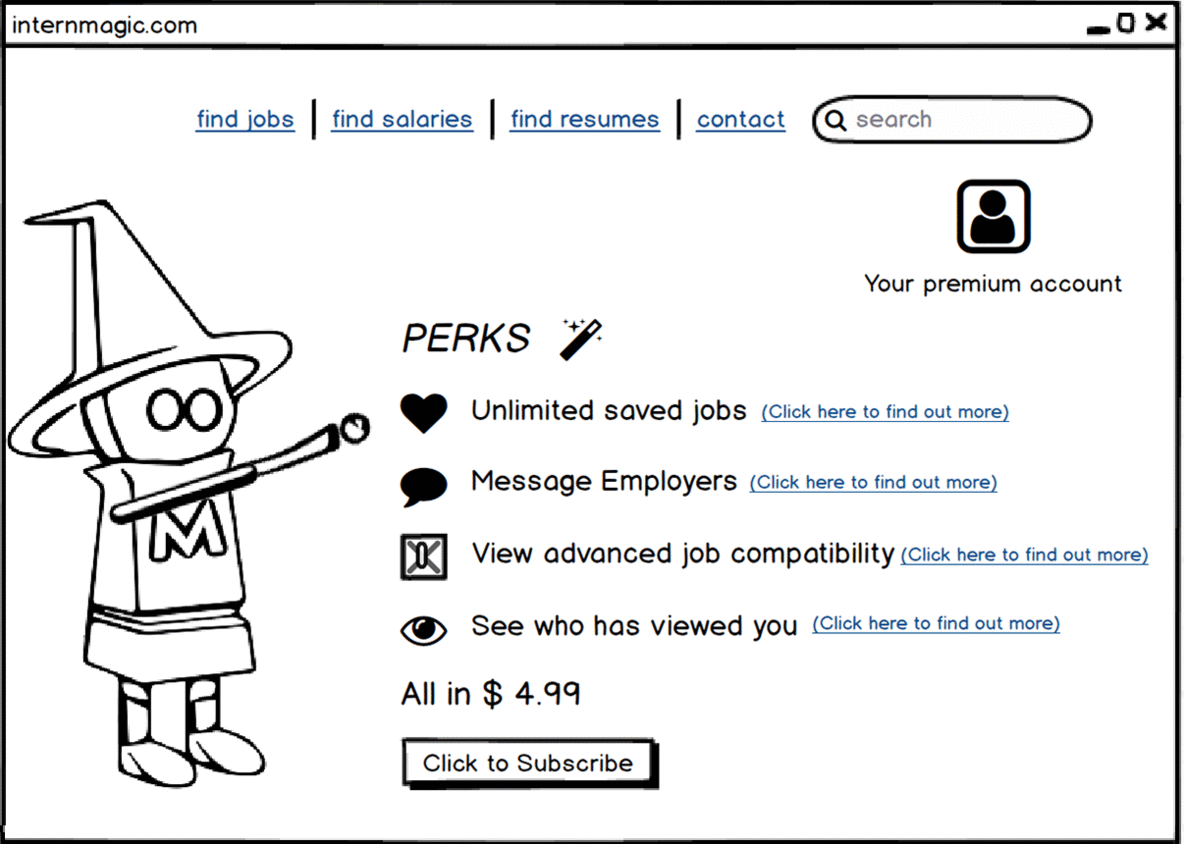 internmagic.com
find jobs | find salaries | find resumes | contact
search
Your premium account
PERKS
Unlimited saved jobs (Click here to find out more)
Message Employers (Click here to find out more)
View advanced job compatibility (Click here to find out more)
See who has viewed you (Click here to find out more)
M
All in $ 4.99
Click to Subscribe